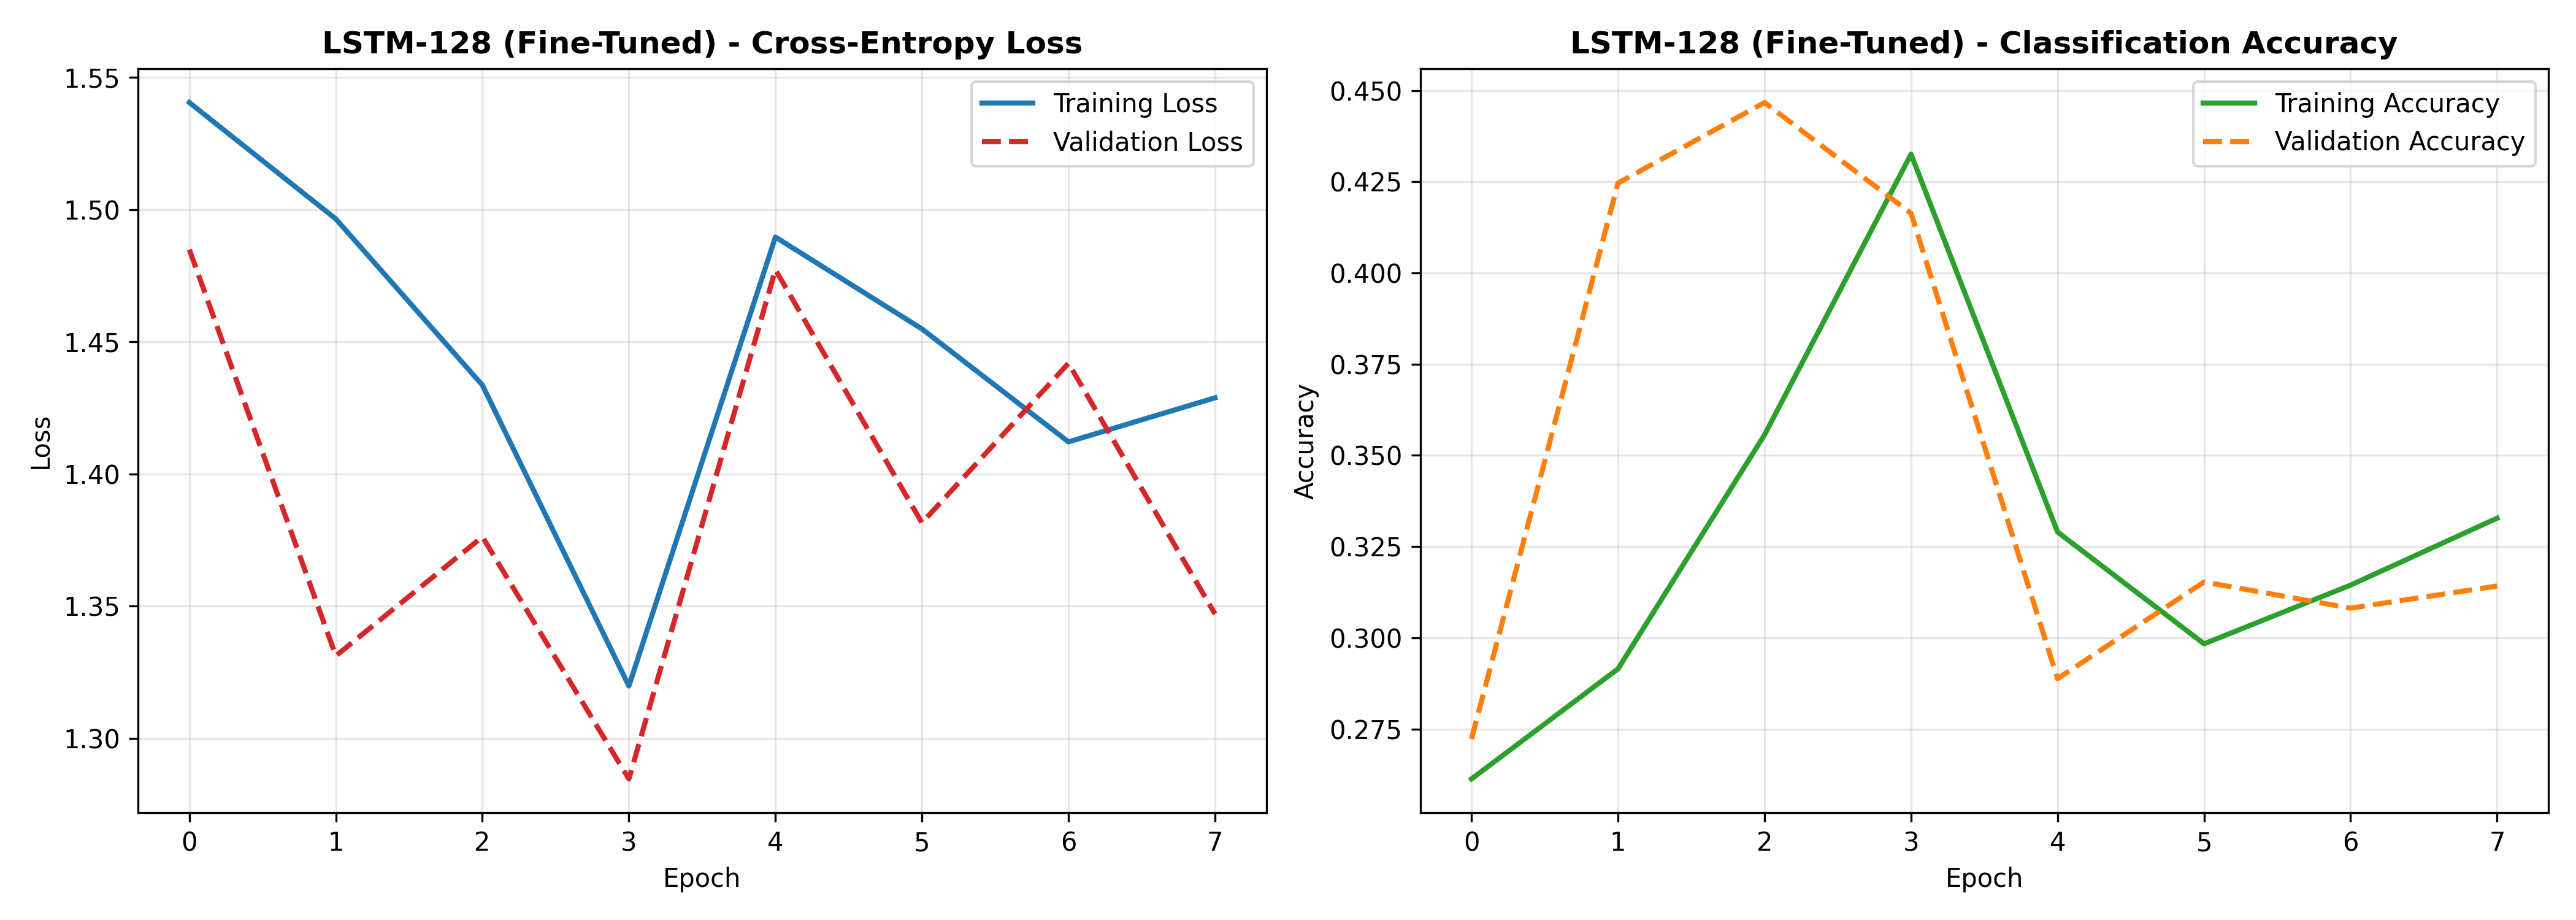 LSTM-128 (Fine-Tuned) - Cross-Entropy Loss
Training Loss
Validation Loss
1.55
1.50
1.45
1.40
1.35
1.30
Loss
0 1 2 3 4 5 6 7
Epoch
LSTM-128 (Fine-Tuned) - Classification Accuracy
Training Accuracy
Validation Accuracy
0.450
0.425
0.400
0.375
0.350
0.325
0.300
0.275
Accuracy
0 1 2 3 4 5 6 7
Epoch